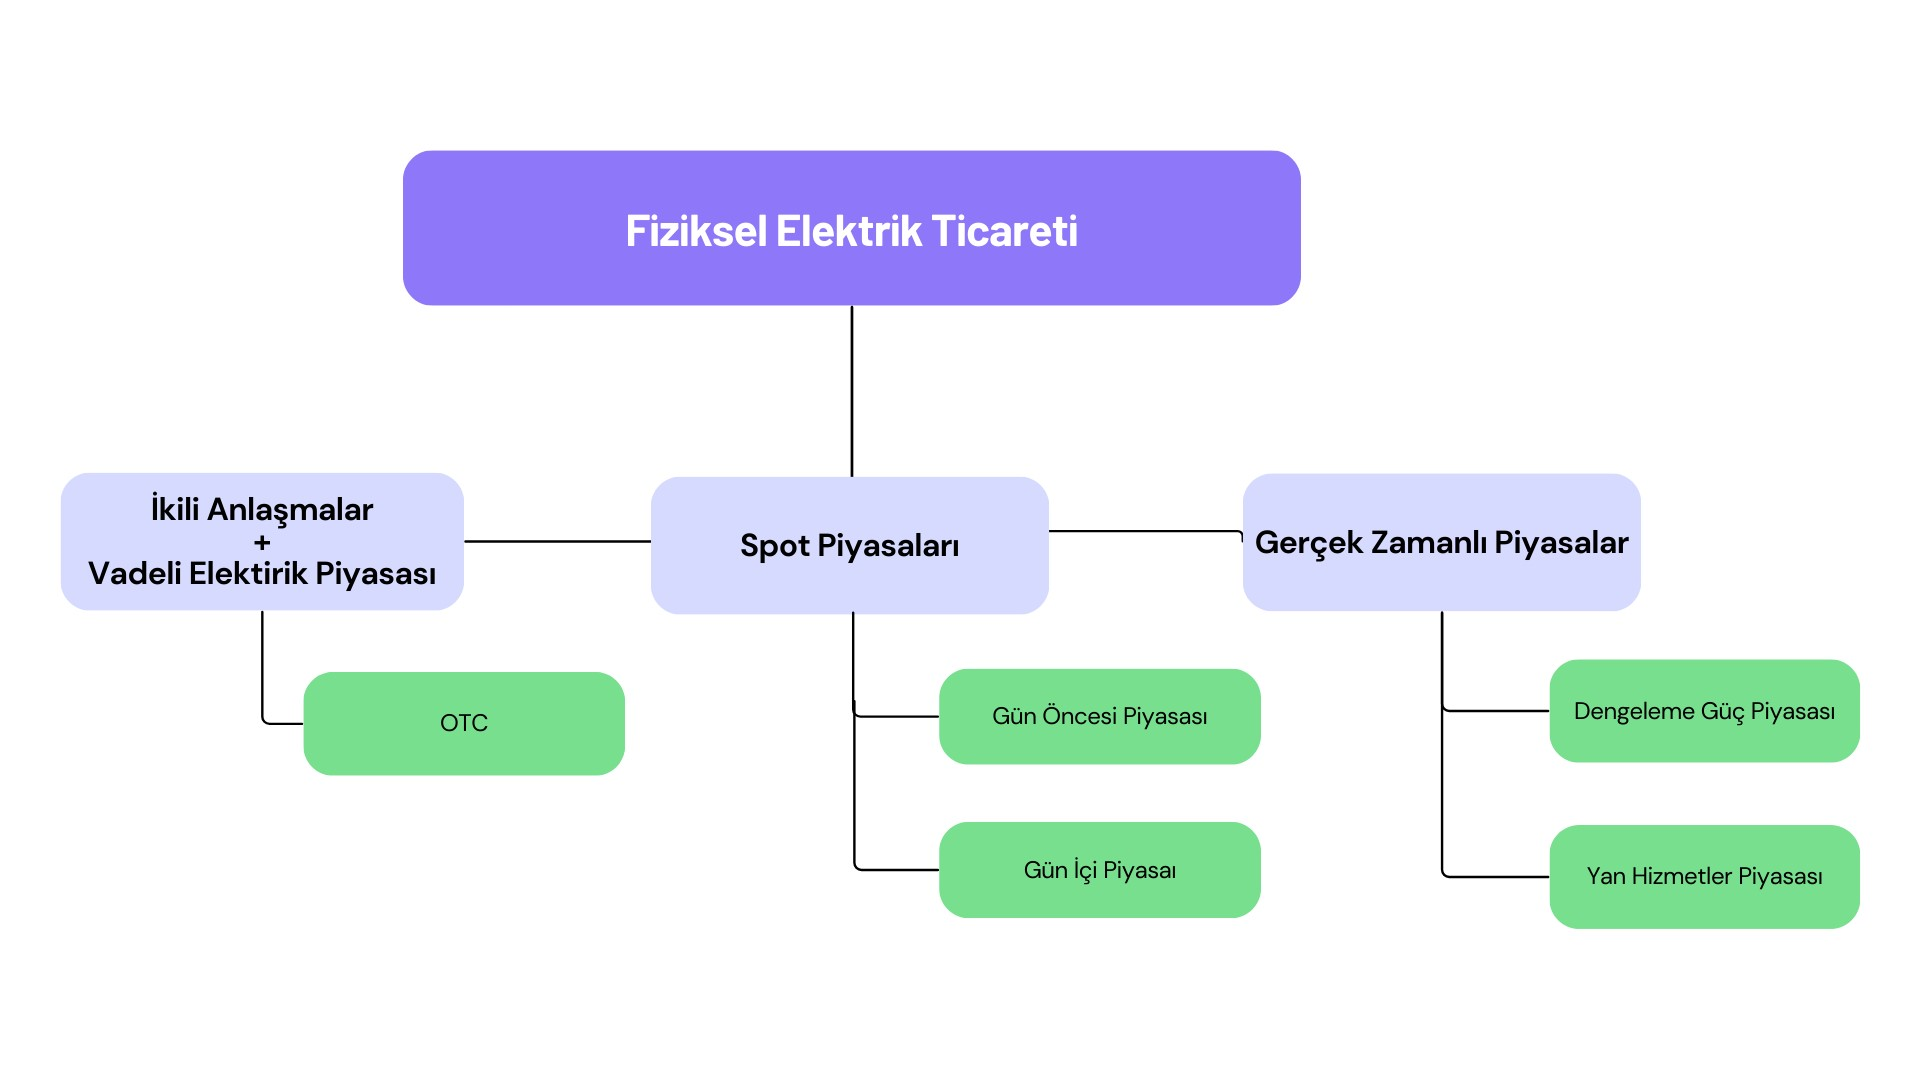 Fiziksel Elektrik Ticareti
İkili Anlaşmalar
+
Vadeli Elektirik Piyasası
Spot Piyasaları
Gerçek Zamanlı Piyasalar
OTC
Gün Öncesi Piyasası
Gün İçi Piyasaı
Dengeleme Güç Piyasası
Yan Hizmetler Piyasası